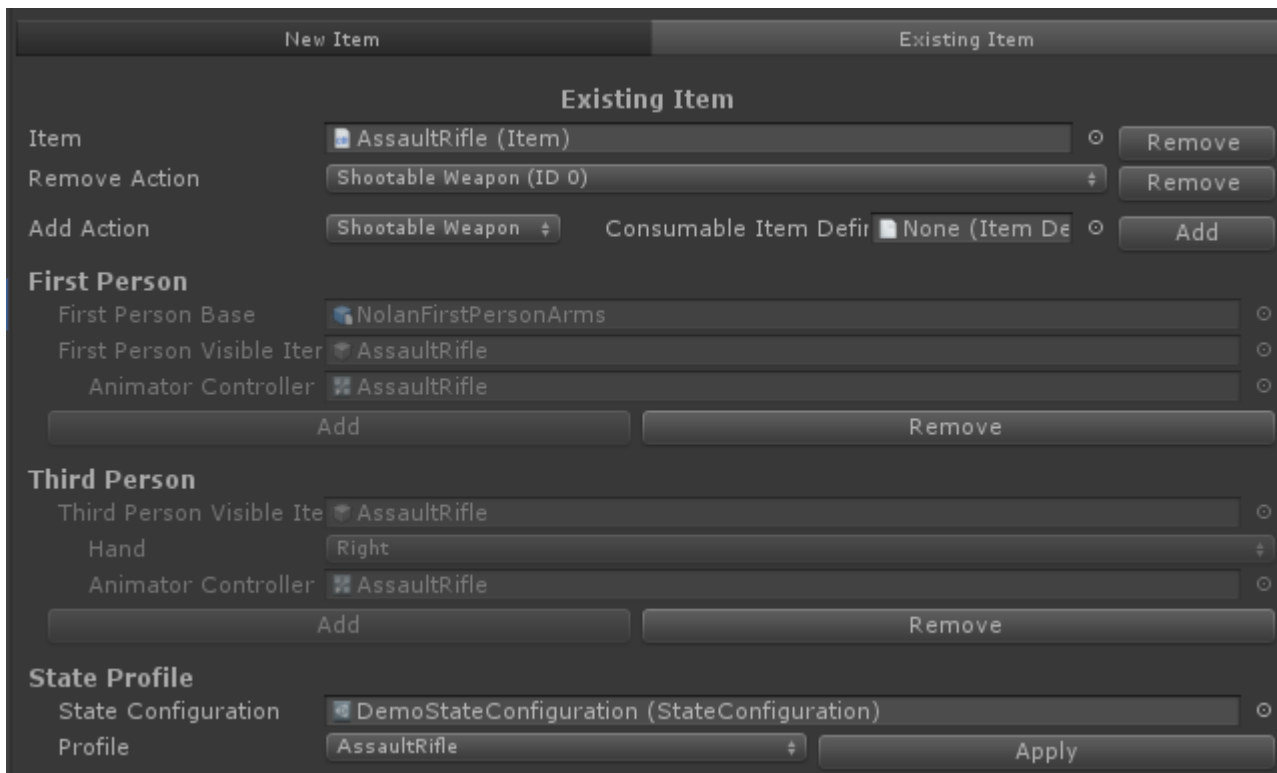 New Item Existing Item
Existing Item
Item AssaultRifle (Item) Remove
Remove Action Shootable Weapon (ID 0) Remove
Add Action Shootable Weapon Consumable Item Defir None (Item De Add
First Person
First Person Base NolanFirstPersonArms
First Person Visible Iter AssaultRifle
Animator Controller AssaultRifle
Add Remove
Third Person
Third Person Visible Ite AssaultRifle
Hand Right
Animator Controller AssaultRifle
Add Remove
State Profile
State Configuration DemoStateConfiguration (StateConfiguration)
Profile AssaultRifle Apply